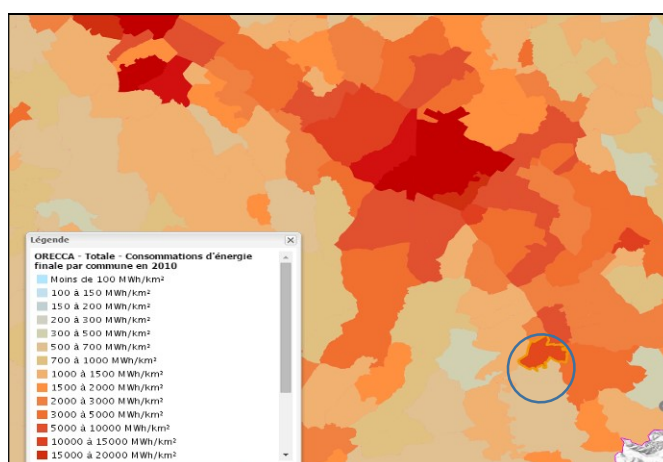 Légende
ORECCA - Totale - Consommations d'énergie
finale par commune en 2010
Moins de 100 MWh/km²
100 à 150 MWh/km²
150 à 200 MWh/km²
200 à 300 MWh/km²
300 à 500 MWh/km²
500 à 700 MWh/km²
700 à 1000 MWh/km²
1000 à 1500 MWh/km²
1500 à 2000 MWh/km²
2000 à 3000 MWh/km²
3000 à 5000 MWh/km²
5000 à 10000 MWh/km²
10000 à 15000 MWh/km²
15000 à 20000 MWh/km²